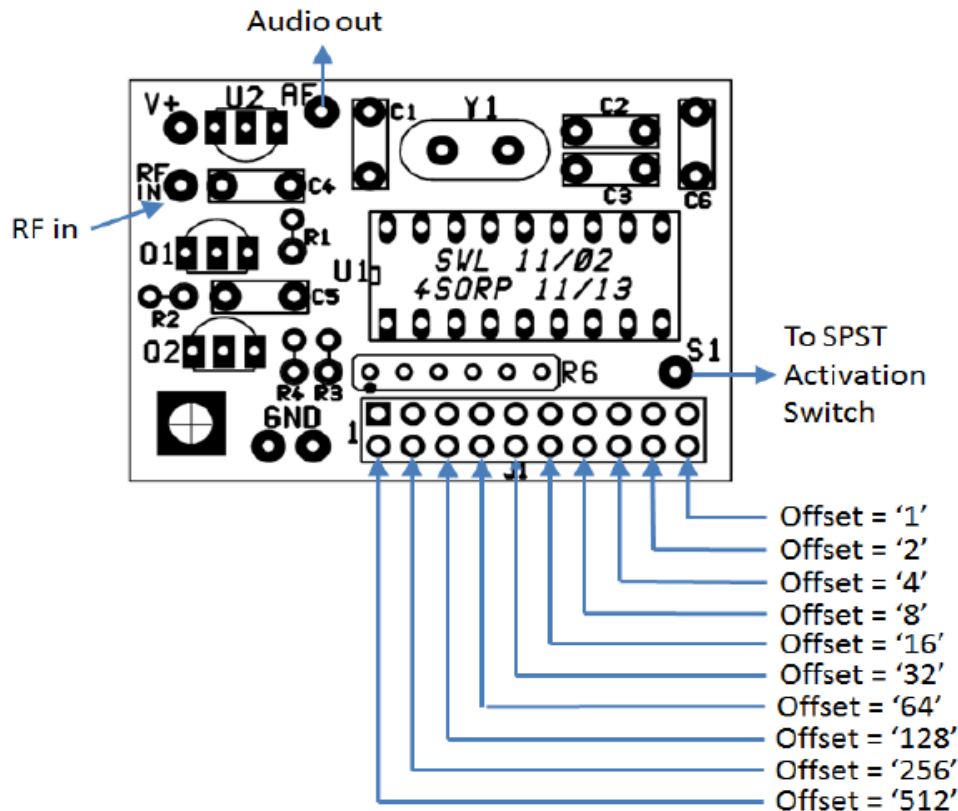 Audio out
V+
U2
AF
C1
Y1
C2
RF
IN
C4
C3
C6
RF in
Q1
R1
U1
SWL 11/02
4SQRP 11/13
R2
C5
Q2
S1
To SPST
Activation
Switch
R4
R3
R6
GND
1
J1
Offset = ‘1’
Offset = ‘2’
Offset = ‘4’
Offset = ‘8’
Offset = ‘16’
Offset = ‘32’
Offset = ‘64’
Offset = ‘128’
Offset = ‘256’
Offset = ‘512’